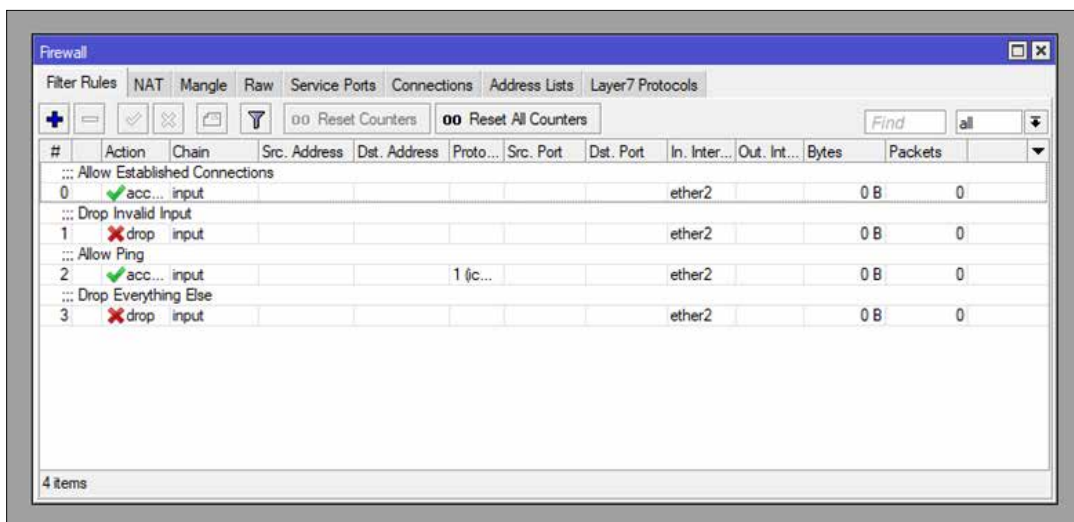 Firewall
Filter Rules NAT Mangle Raw Service Ports Connections Address Lists Layer7 Protocols
00 Reset Counters 00 Reset All Counters Find all
# Action Chain Src. Address Dst. Address Proto... Src. Port Dst. Port In. Inter... Out. Int... Bytes Packets
;;; Allow Established Connections
0 acc... input ether2 0 B 0
;;; Drop Invalid Input
1 drop input ether2 0 B 0
;;; Allow Ping
2 acc... input 1 (ic... ether2 0 B 0
;;; Drop Everything Else
3 drop input ether2 0 B 0
4 items